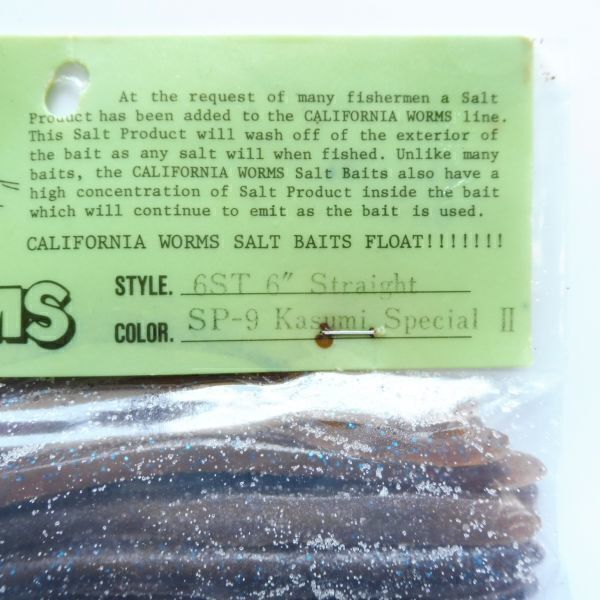 At the request of many fishermen a Salt
Product has been added to the CALIFORNIA WORMS line.
This Salt Product will wash off of the exterior of
the bait as any salt will when fished. Unlike many
baits, the CALIFORNIA WORMS Salt Baits also have a
high concentration of Salt Product inside the bait
which will continue to emit as the bait is used.
CALIFORNIA WORMS SALT BAITS FLOAT!!!!!!!
MS
STYLE. 6ST 6″ Straight
COLOR. SP-9 Kasumi Special II